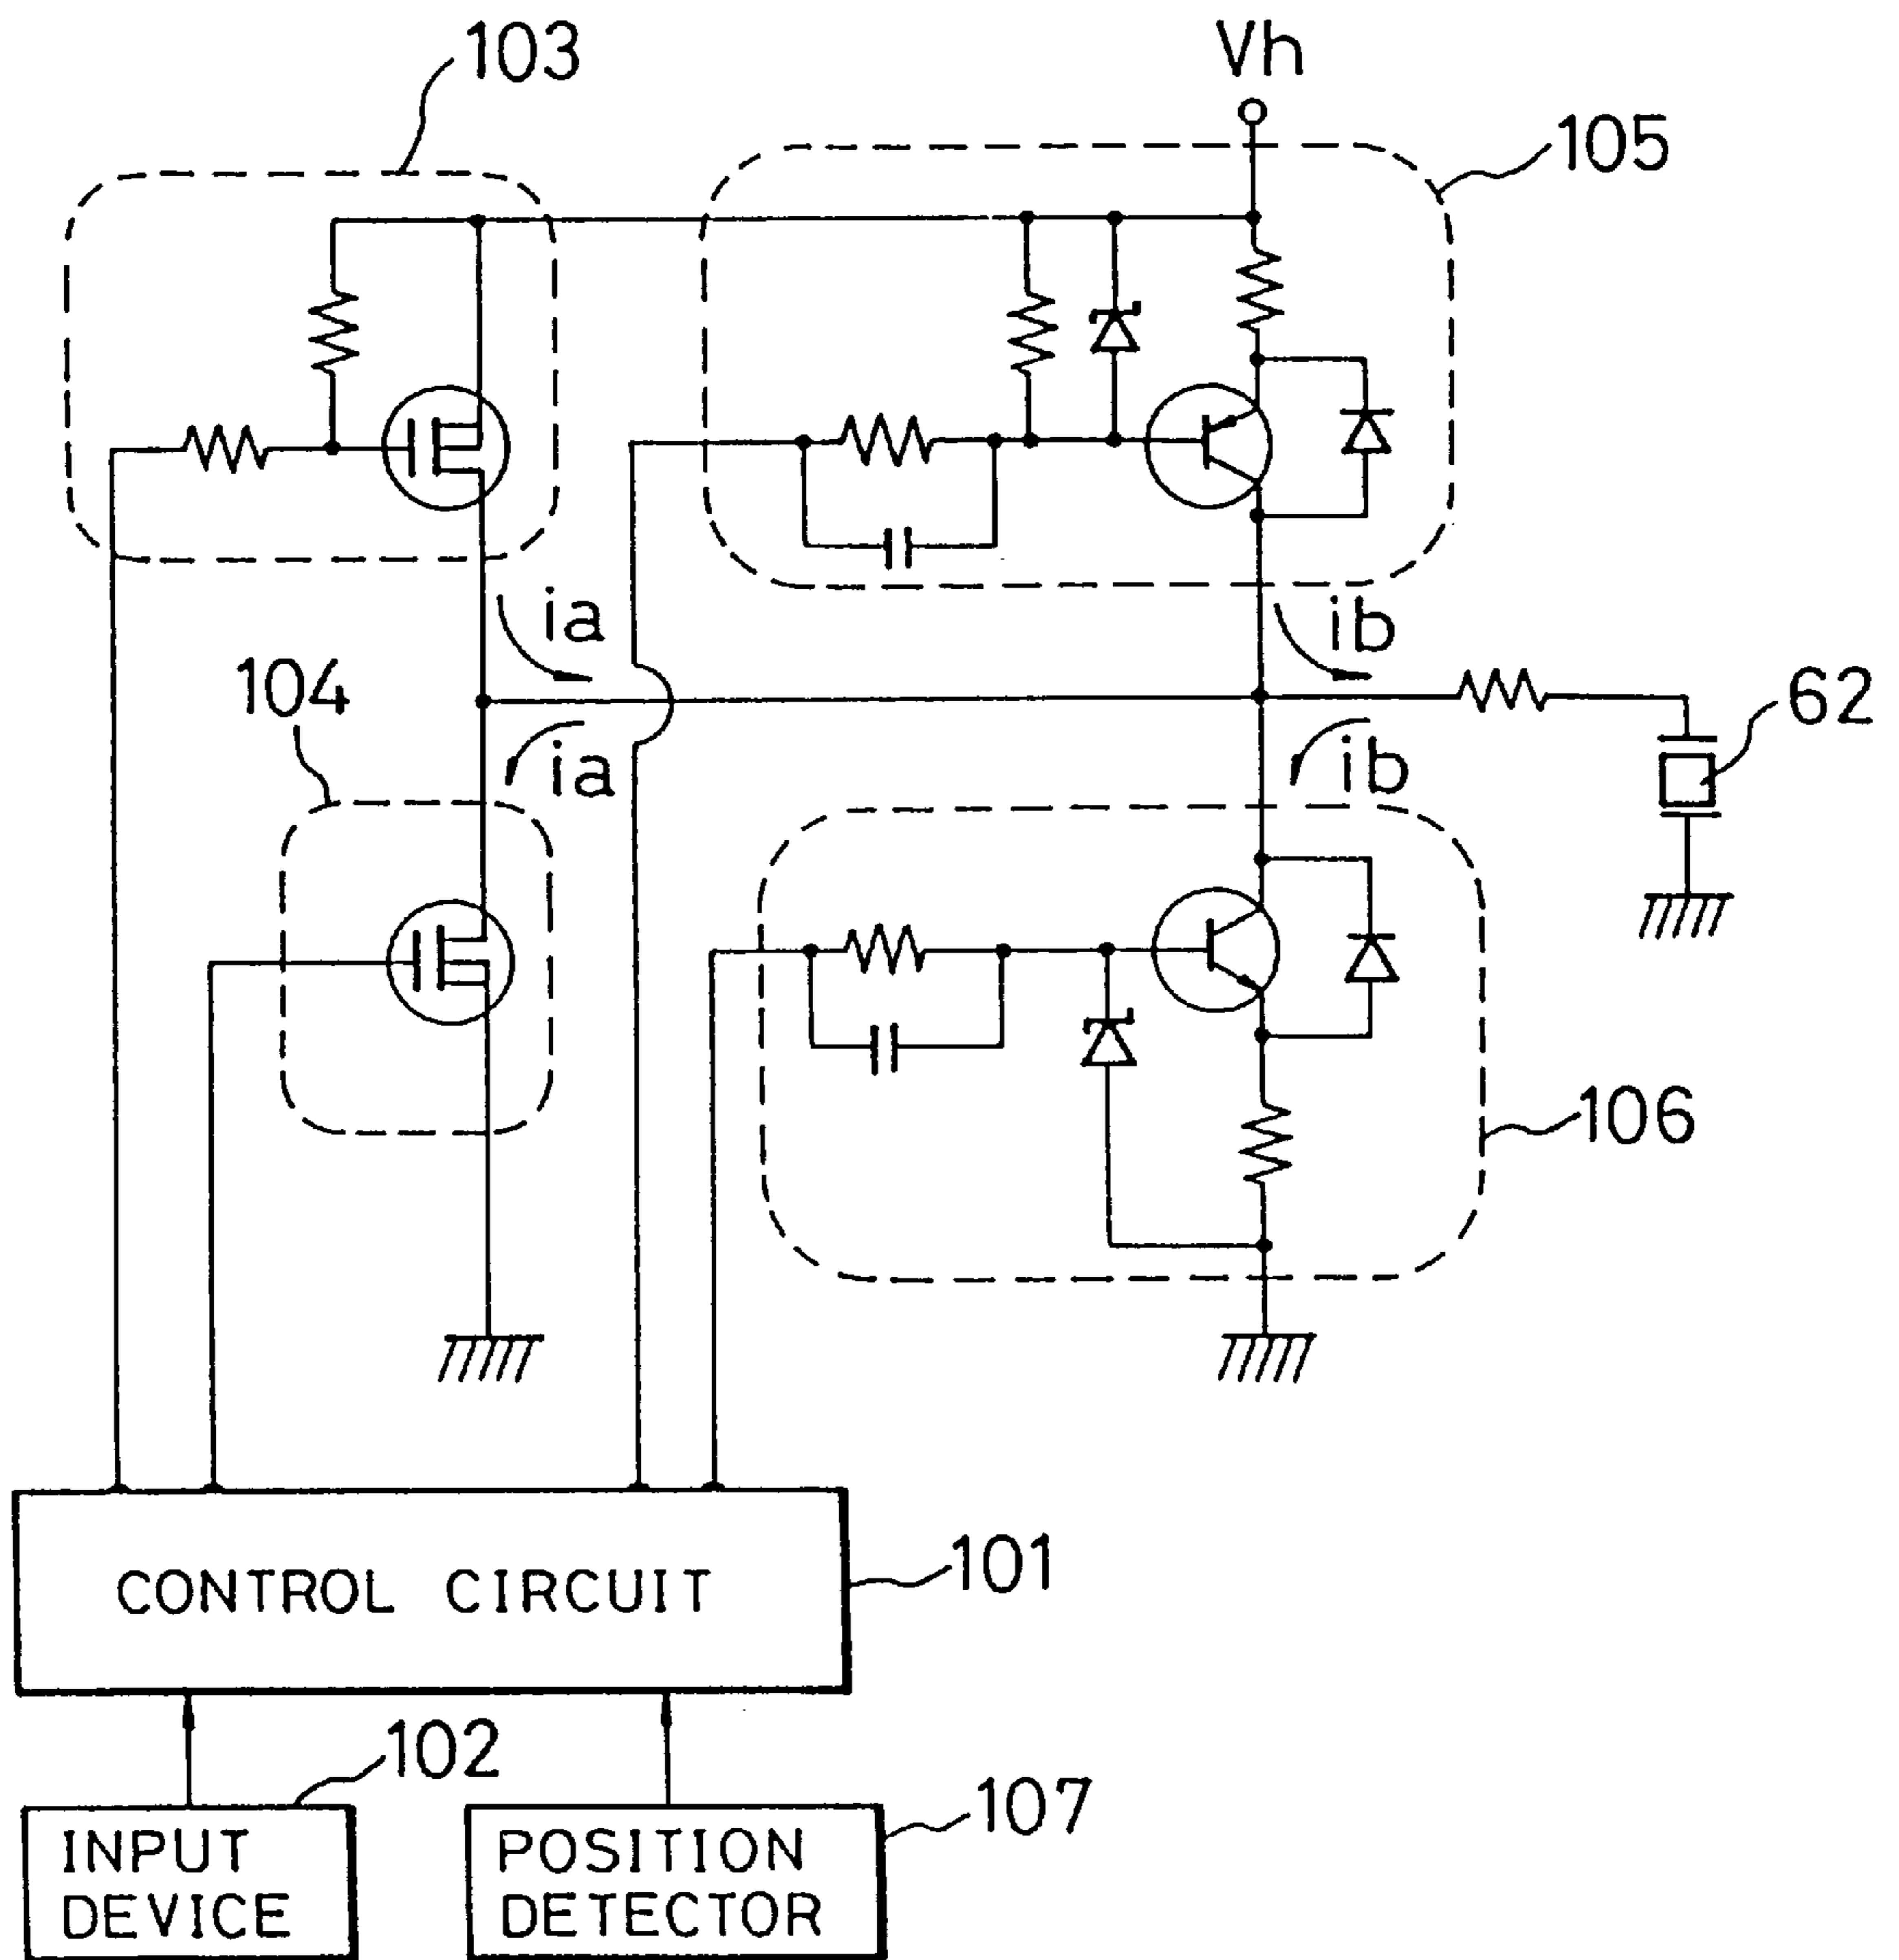 103
Vh
105
ia
ib
104
ia
ib
62
106
101
CONTROL CIRCUIT
102
107
INPUT
DEVICE
POSITION
DETECTOR